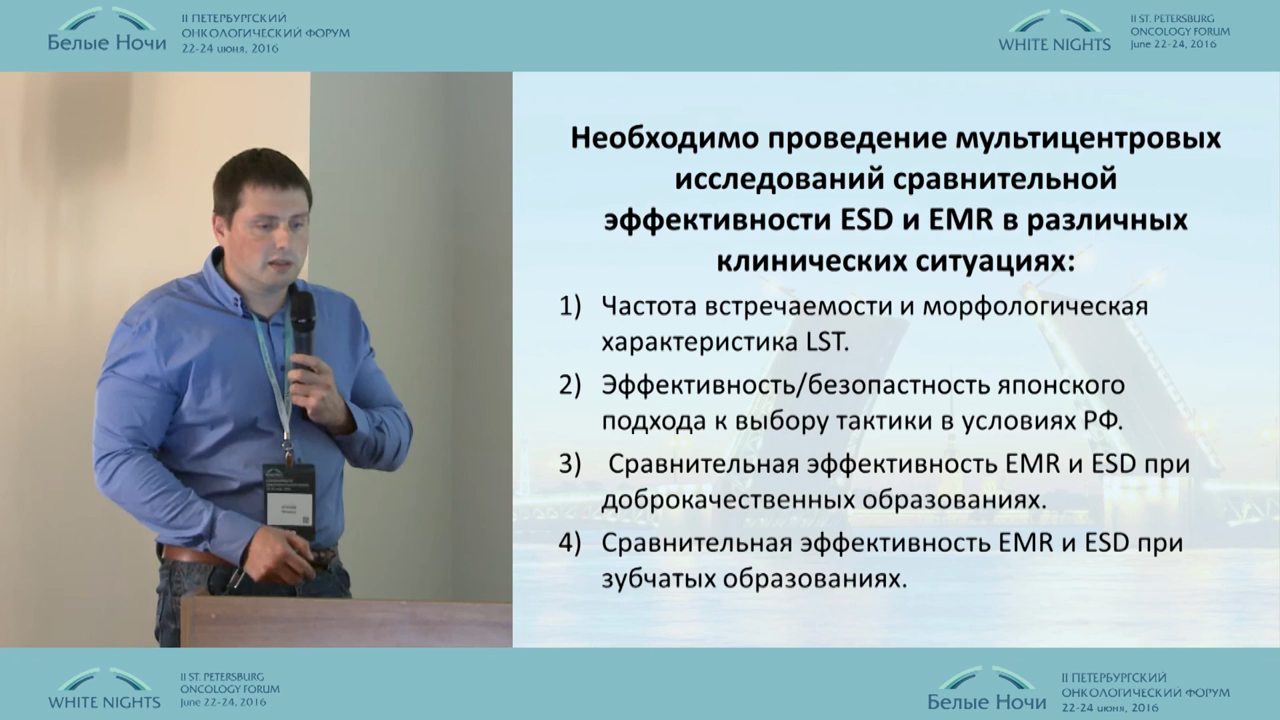 Белые Ночи
II ПЕТЕРБУРГСКИЙ
ОНКОЛОГИЧЕСКИЙ ФОРУМ
22-24 июня, 2016
WHITE NIGHTS
II ST. PETERSBURG
ONCOLOGY FORUM
June 22-24, 2016
Необходимо проведение мультицентровых
исследований сравнительной
эффективности ESD и EMR в различных
клинических ситуациях:
1) Частота встречаемости и морфологическая
характеристика LST.
2) Эффективность/безопастность японского
подхода к выбору тактики в условиях РФ.
3) Сравнительная эффективность EMR и ESD при
доброкачественных образованиях.
4) Сравнительная эффективность EMR и ESD при
зубчатых образованиях.
WHITE NIGHTS
II ST. PETERSBURG
ONCOLOGY FORUM
June 22-24, 2016
Белые Ночи
II ПЕТЕРБУРГСКИЙ
ОНКОЛОГИЧЕСКИЙ ФОРУМ
22-24 июня, 2016